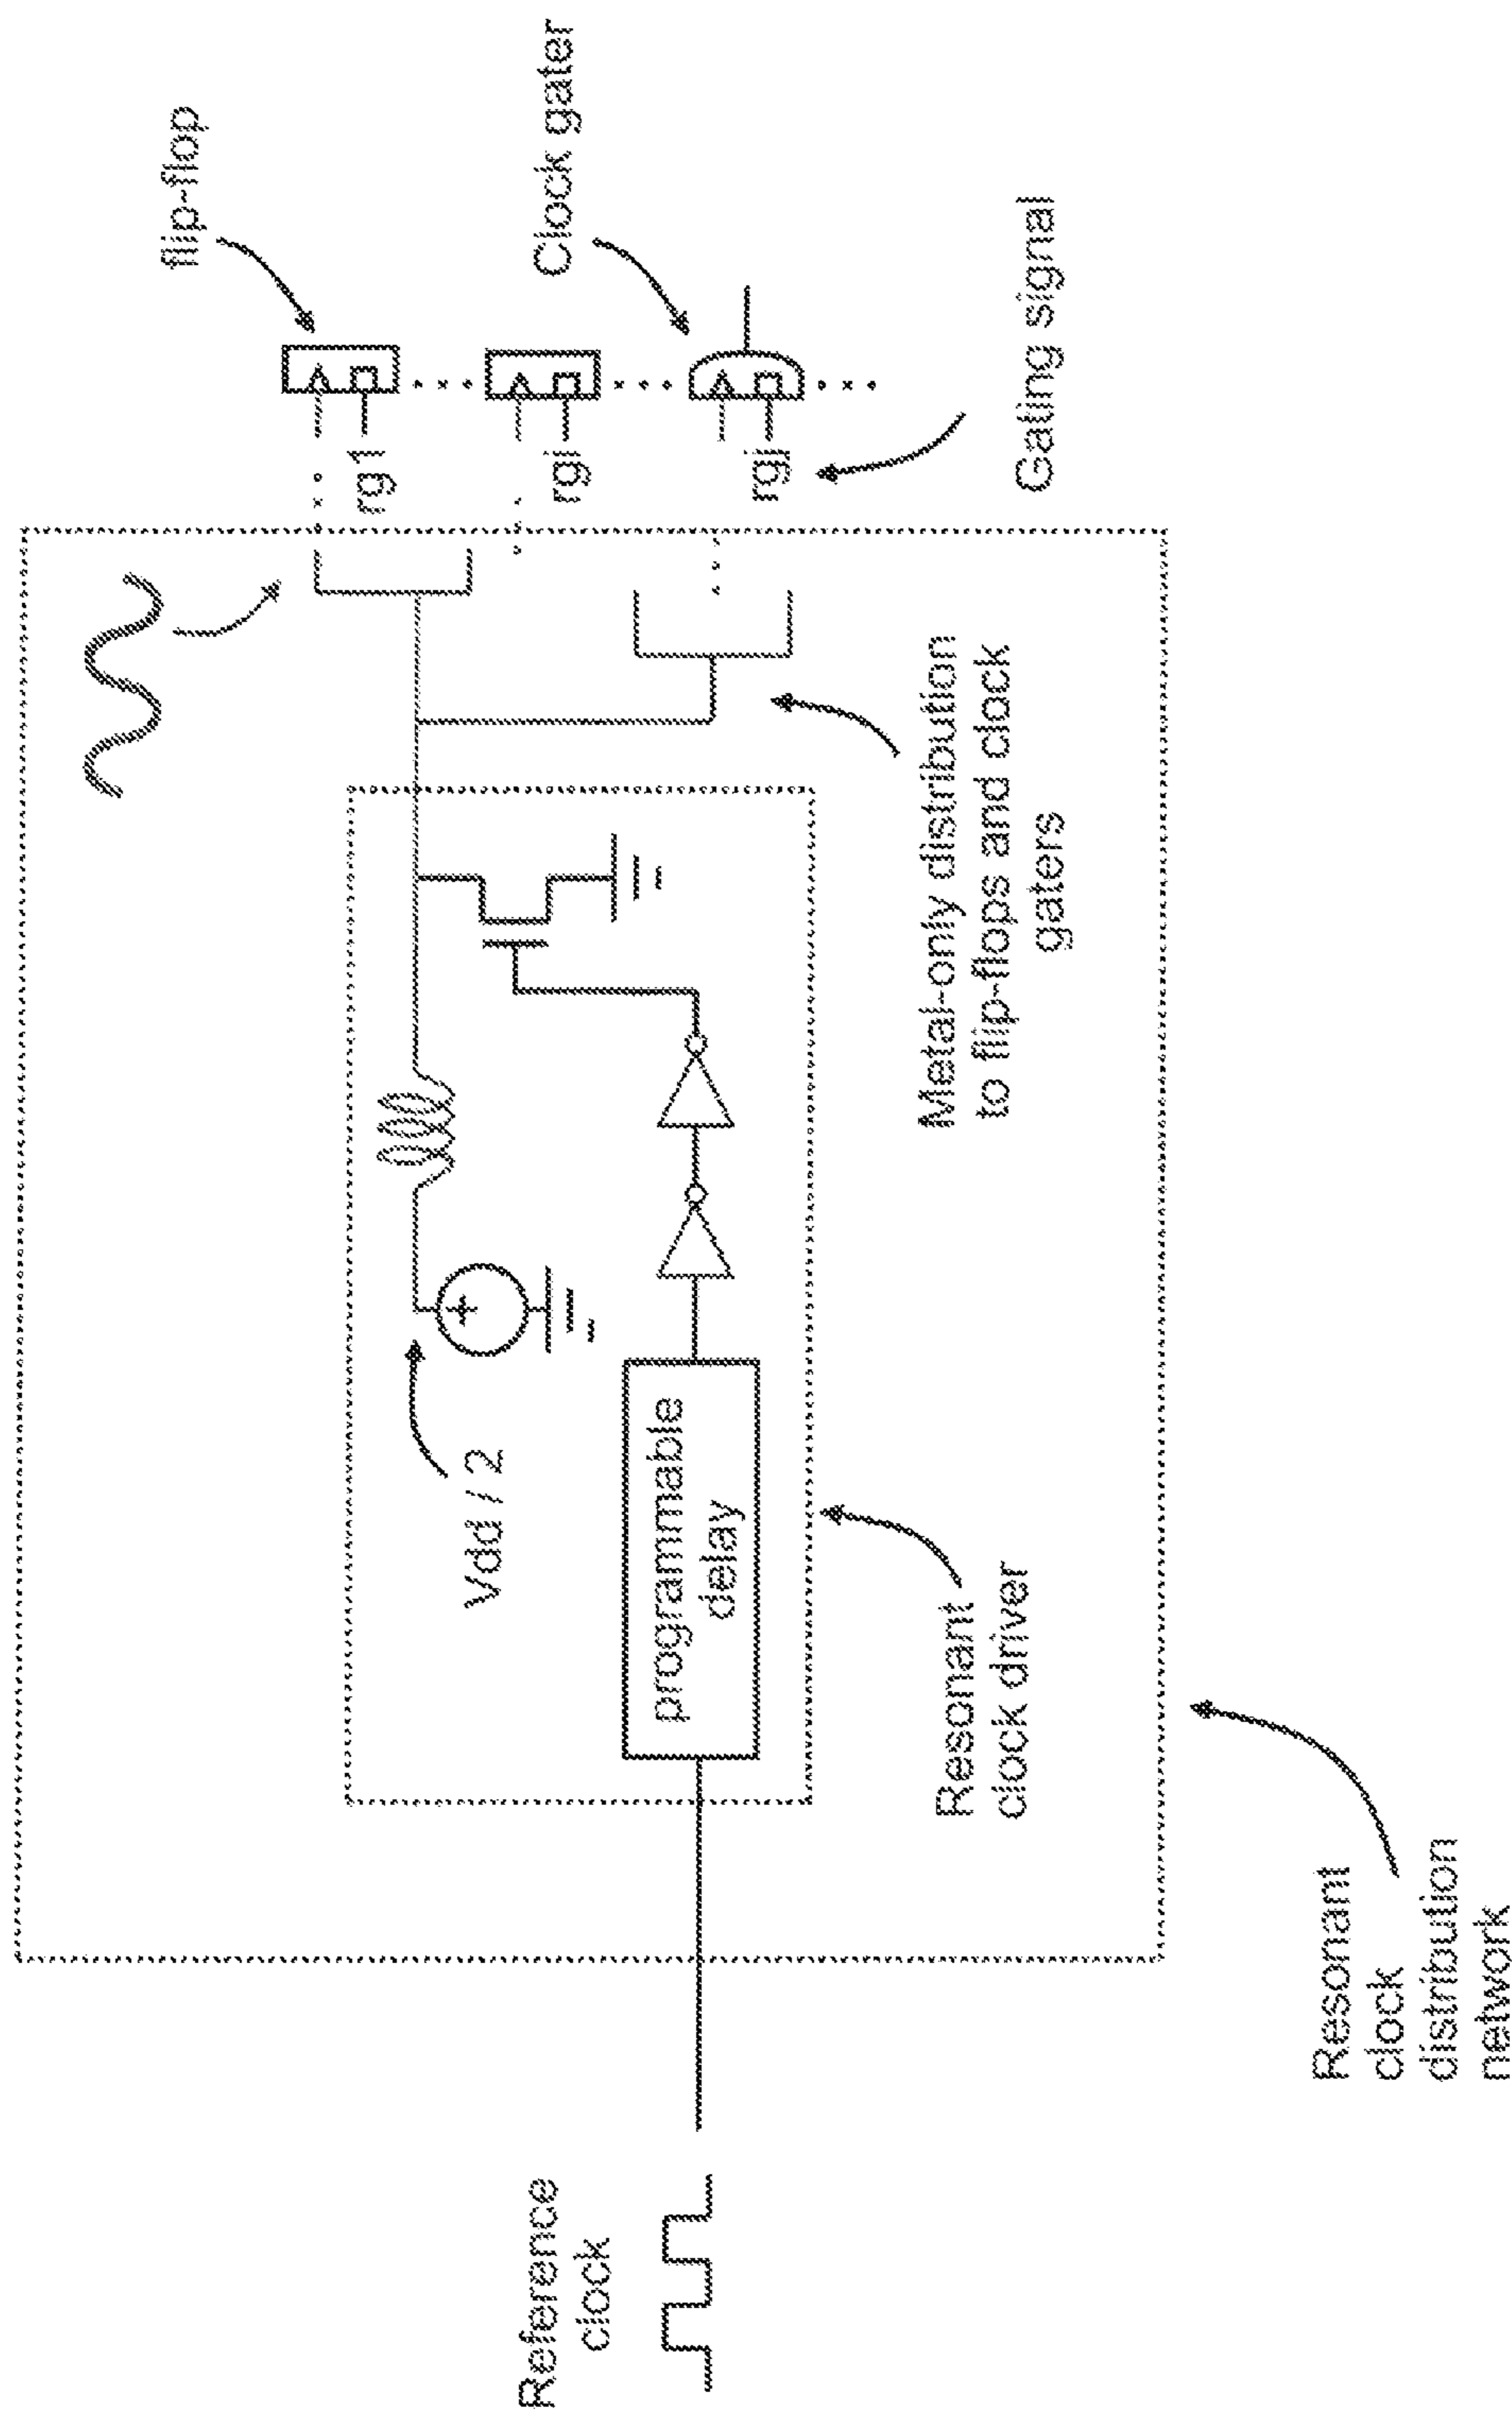 Reference
clock
Resonant
clock
distribution
network
Resonant
clock driver
programmable
delay
Vdd / 2
Metal-only distribution
to flip-flops and clock
gaters
rg1
rgi
rgj
Gating signal
flip-flop
Clock gater